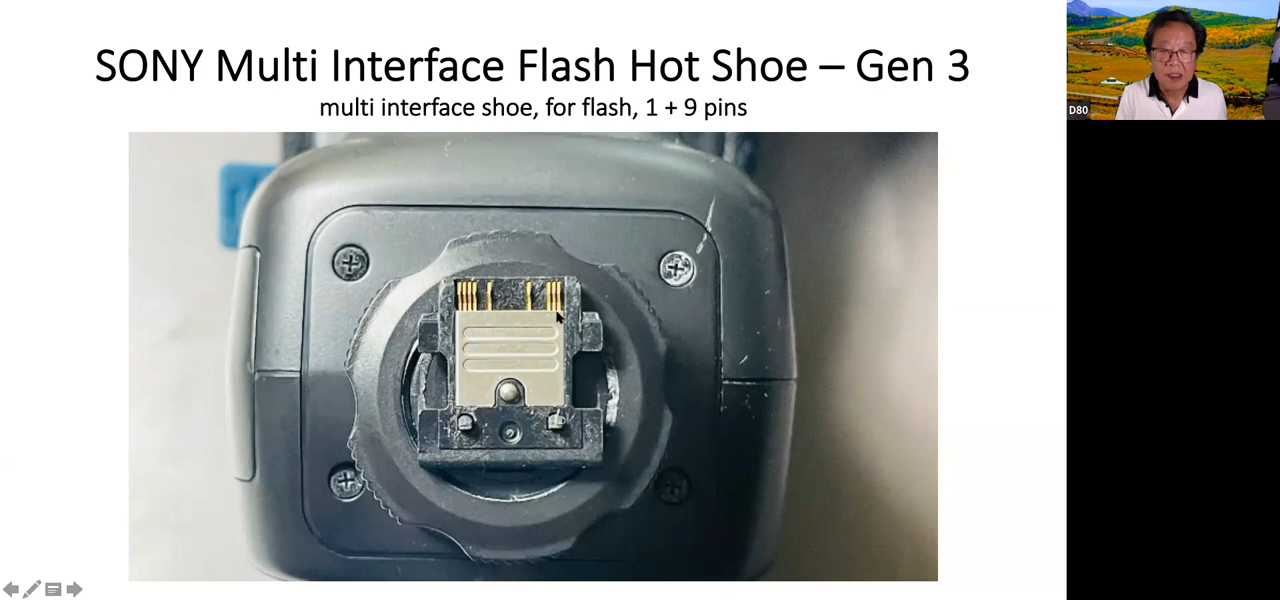 SONY Multi Interface Flash Hot Shoe – Gen 3
multi interface shoe, for flash, 1 + 9 pins
D80